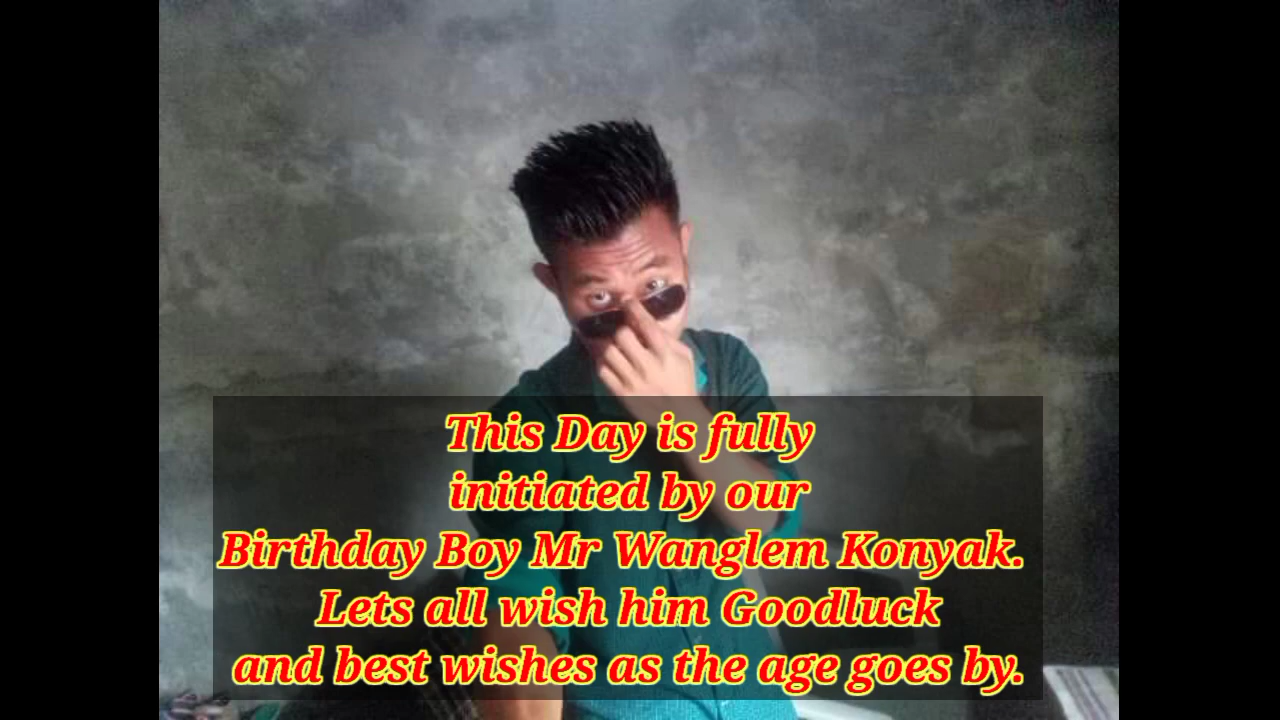 This Day is fully
initiated by our
Birthday Boy Mr Wanglem Konyak.
Lets all wish him Goodluck
and best wishes as the age goes by.